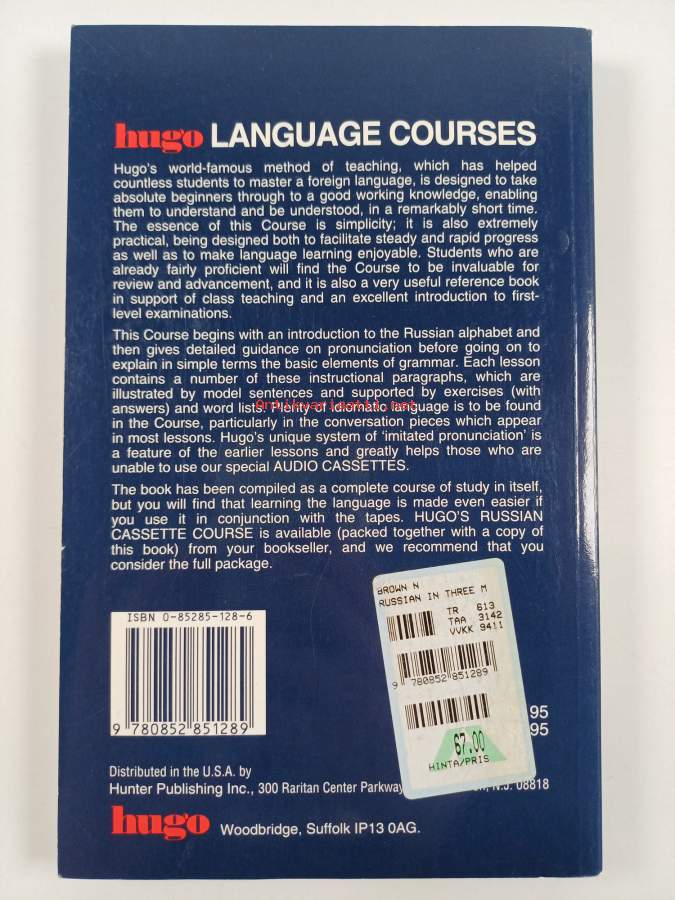 hugo LANGUAGE COURSES
Hugo's world-famous method of teaching, which has helped
countless students to master a foreign language, is designed to take
absolute beginners through to a good working knowledge, enabling
them to understand and be understood, in a remarkably short time.
The essence of this Course is simplicity; it is also extremely
practical, being designed both to facilitate steady and rapid progress
as well as to make language learning enjoyable. Students who are
already fairly proficient will find the Course to be invaluable for
review and advancement, and it is also a very useful reference book
in support of class teaching and an excellent introduction to first-
level examinations.
This Course begins with an introduction to the Russian alphabet and
then gives detailed guidance on pronunciation before going on to
explain in simple terms the basic elements of grammar. Each lesson
contains a number of these instructional paragraphs, which are
illustrated by model sentences and supported by exercises (with
answers) and word lists. Plenty of idiomatic language is to be found
Antikvariaatti.net
in the Course, particularly in the conversation pieces which appear
in most lessons. Hugo's unique system of 'imitated pronunciation' is
a feature of the earlier lessons and greatly helps those who are
unable to use our special AUDIO CASSETTES.
The book has been compiled as a complete course of study in itself,
but you will find that learning the language is made even easier if
you use it in conjunction with the tapes. HUGO'S RUSSIAN
CASSETTE COURSE is available (packed together with a copy of
this book) from your bookseller, and we recommend that you
consider the full package.
BROWN N
RUSSIAN IN THREE M
TR 613
TAA 3142
VVKK 9411
9 780852 851289
67.00
HINTA/PRIS
ISBN 0-85285-128-6
9 780852 851289
95
95
Distributed in the U.S.A. by
Hunter Publishing Inc., 300 Raritan Center Parkway, N.J. 08818
hugo Woodbridge, Suffolk IP13 0AG.